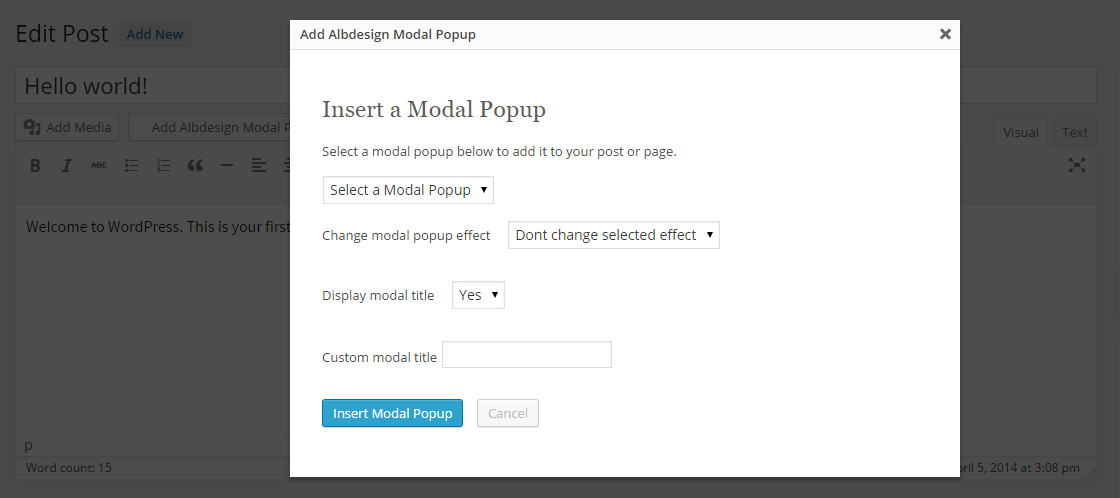 Edit Post Add New
Add Albdesign Modal Popup
Hello world!
Add Media Add Albdesign Modal
Visual Text
B I ABC
Welcome to WordPress. This is your first
Insert a Modal Popup
Select a modal popup below to add it to your post or page.
Select a Modal Popup
Change modal popup effect Dont change selected effect
Display modal title Yes
Custom modal title
Insert Modal Popup Cancel
p
Word count: 15 pril 5, 2014 at 3:08 pm